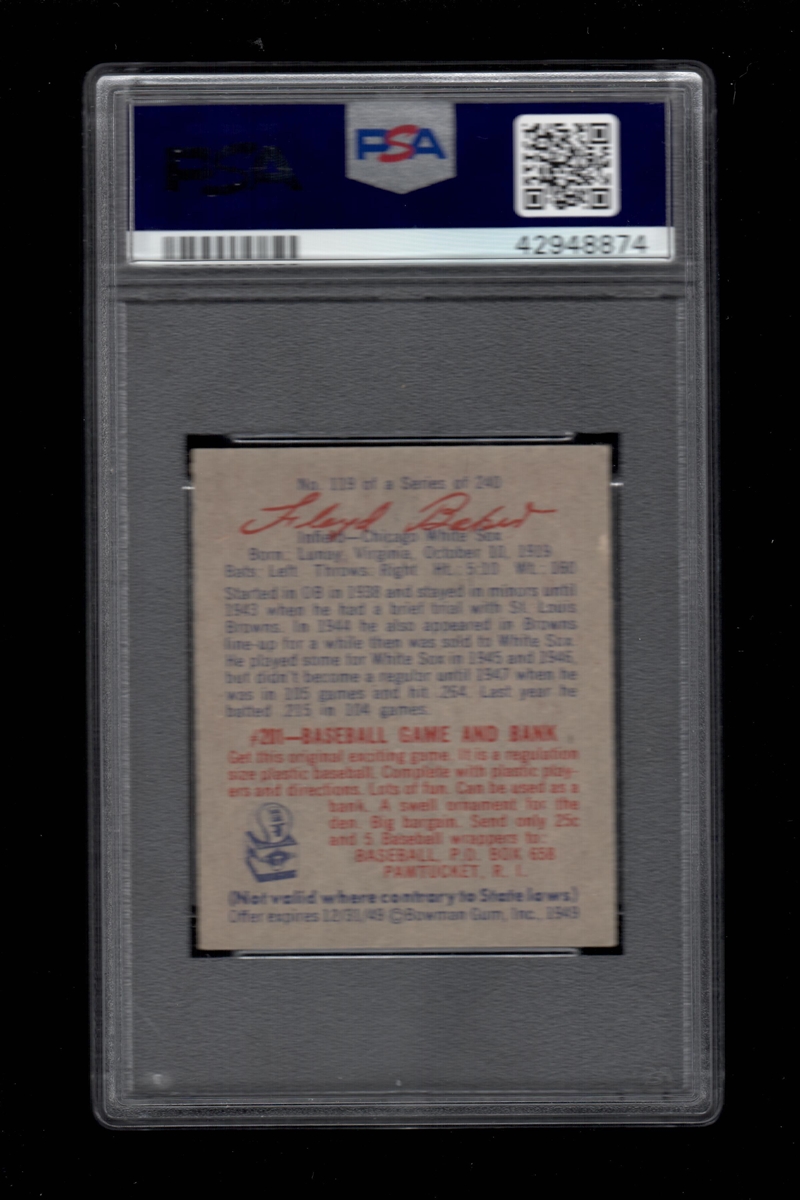 PSA
PSA
42948874
No. 119 of a Series of 240
Floyd Baker
Infield—Chicago White Sox
Born, Luray, Virginia, October 10, 1919
Bats: Left Throws: Right Ht.: 5:10 Wt.: 160
Started in OB in 1938 and stayed in minors until
1943 when he had a brief trial with St. Louis
Browns. In 1944 he also appeared in Browns
line-up for a while then was sold to White Sox.
He played some for White Sox in 1945 and 1946,
but didn't become a regular until 1947 when he
was in 105 games and hit .264. Last year he
batted .215 in 104 games.
#201—BASEBALL GAME AND BANK
Get this original exciting game. It is a regulation
size plastic baseball. Complete with plastic play-
ers and directions. Lots of fun. Can be used as a
bank. A swell ornament for the
den. Big bargain. Send only 25c
and 5 Baseball wrappers to:
BASEBALL, P.O. BOX 658
PAWTUCKET, R. I.
(Not valid where contrary to State laws)
Offer expires 12/31/49 ©Bowman Gum, Inc., 1949